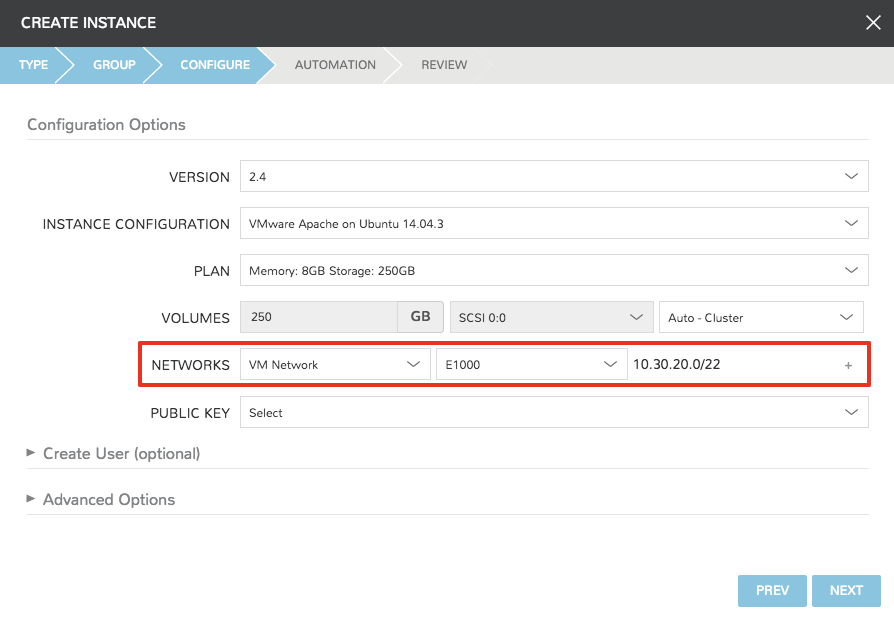 CREATE INSTANCE
TYPE GROUP CONFIGURE AUTOMATION REVIEW
Configuration Options
VERSION 2.4
INSTANCE CONFIGURATION VMware Apache on Ubuntu 14.04.3
PLAN Memory: 8GB Storage: 250GB
VOLUMES 250 GB SCSI 0:0 Auto - Cluster
NETWORKS VM Network E1000 10.30.20.0/22 +
PUBLIC KEY Select
Create User (optional)
Advanced Options
PREV NEXT